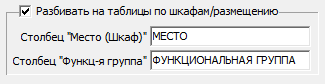 Разбивать на таблицы по шкафам/размещению
Столбец "Место (Шкаф)" МЕСТО
Столбец "Функц-я группа" ФУНКЦИОНАЛЬНАЯ ГРУППА